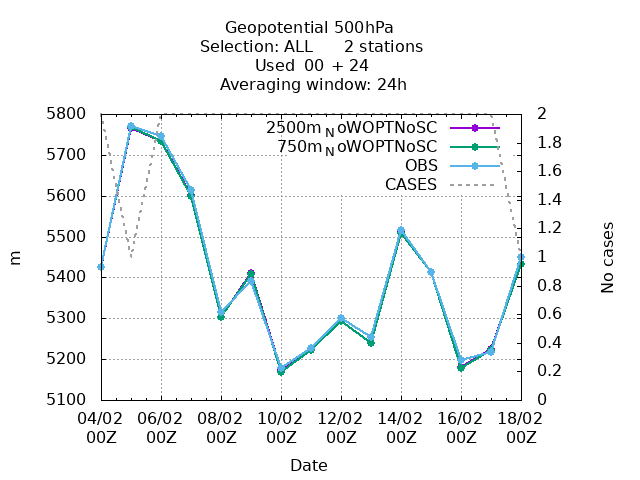 Geopotential 500hPa
Selection: ALL 2 stations
Used 00 + 24
Averaging window: 24h
5800
5700
5600
5500
5400
5300
5200
5100
m
2500m_NoWOPTNoSC
750m_NoWOPTNoSC
OBS
CASES
2
1.8
1.6
1.4
1.2
1
0.8
0.6
0.4
0.2
0
No cases
04/02 06/02 08/02 10/02 12/02 14/02 16/02 18/02
00Z 00Z 00Z 00Z 00Z 00Z 00Z 00Z
Date